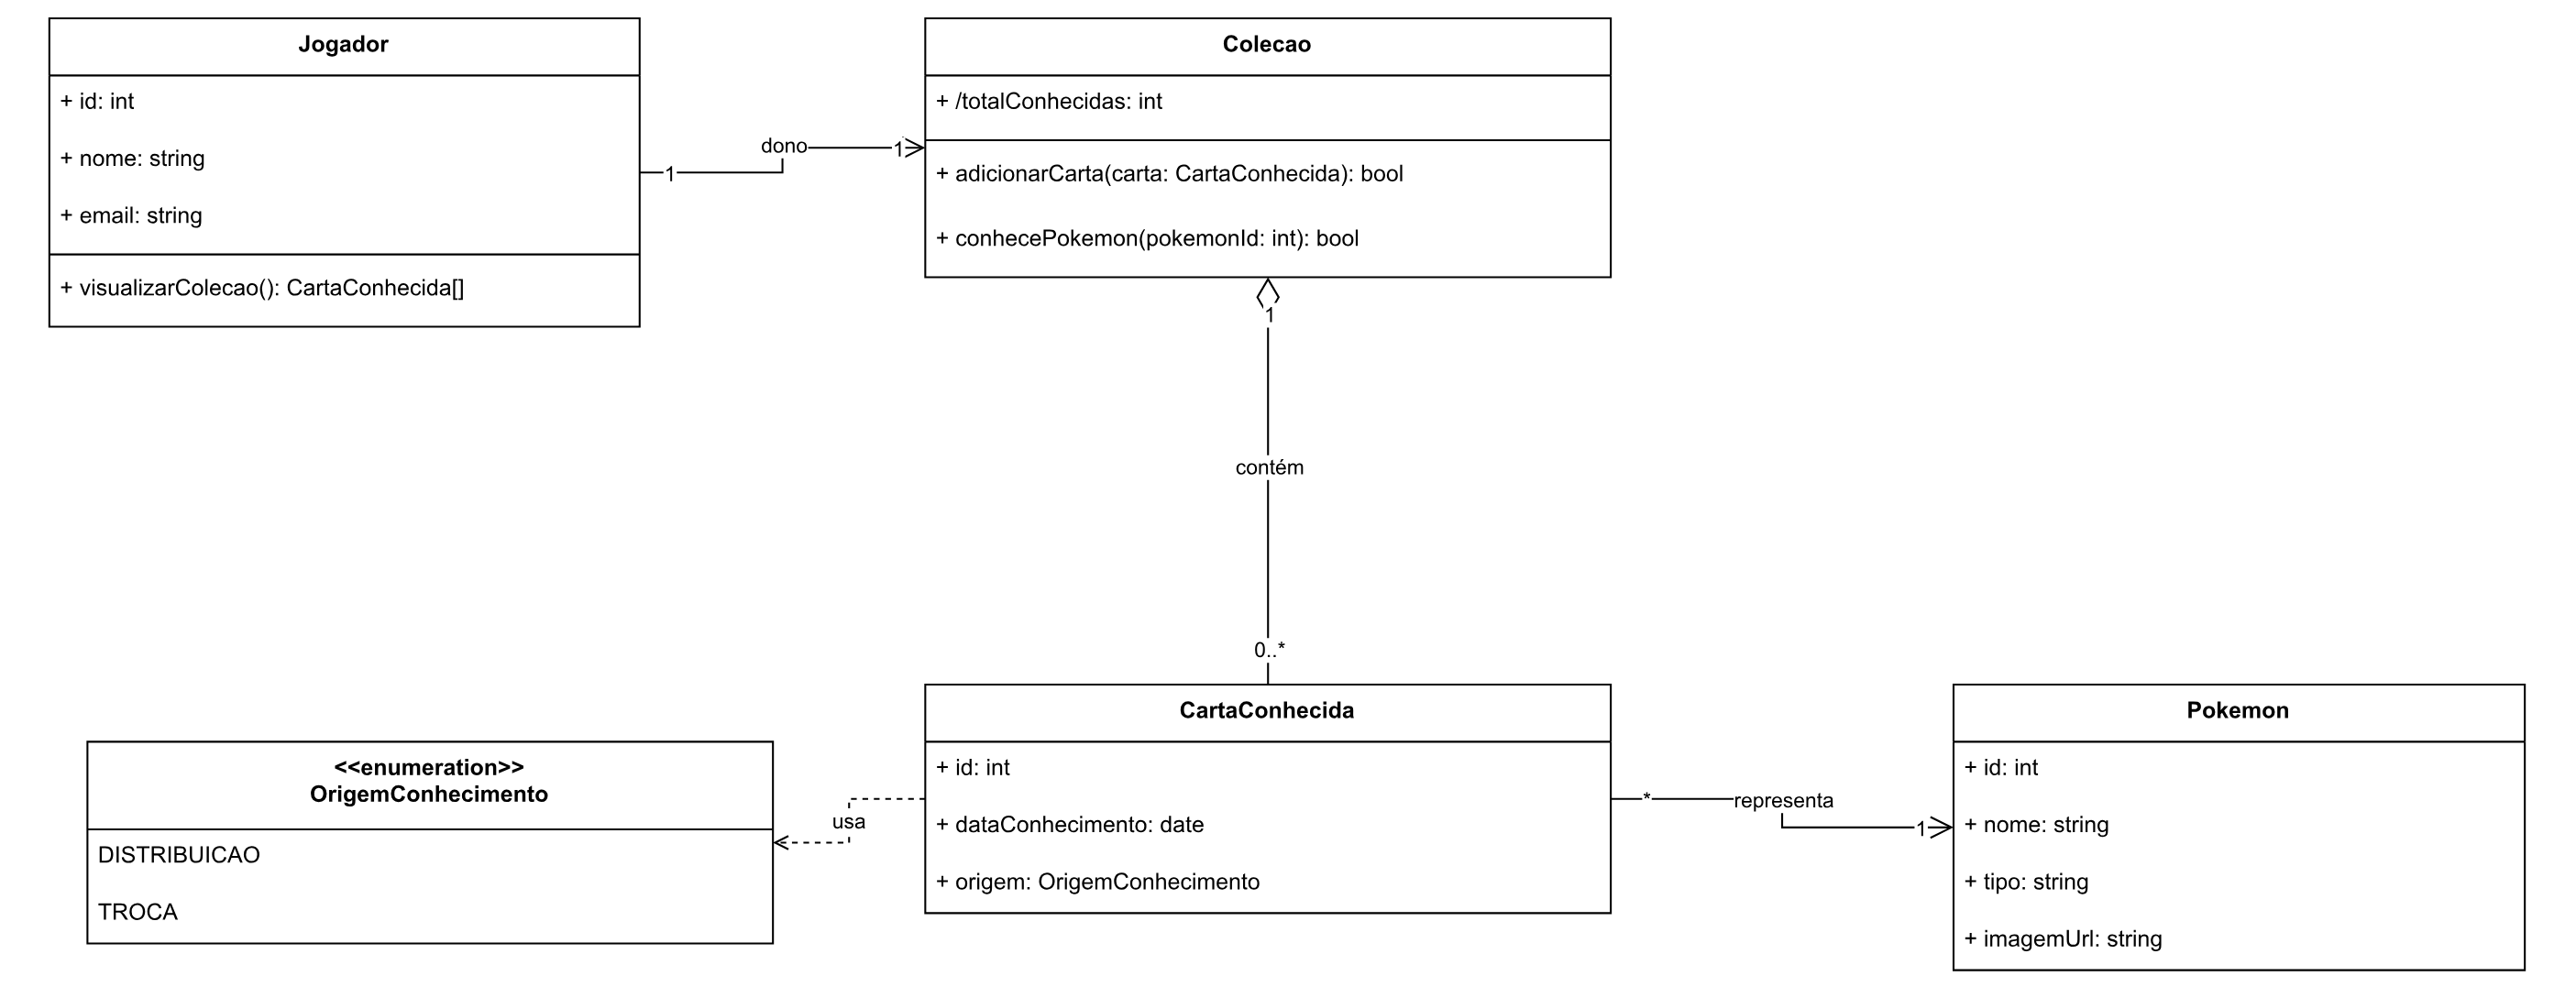 Jogador
+ id: int
+ nome: string
+ email: string
+ visualizarColecao(): CartaConhecida[]
1
dono
1
Colecao
+ /totalConhecidas: int
+ adicionarCarta(carta: CartaConhecida): bool
+ conhecePokemon(pokemonId: int): bool
1
contém
0..*
<<enumeration>>
OrigemConhecimento
DISTRIBUICAO
TROCA
usa
CartaConhecida
+ id: int
+ dataConhecimento: date
+ origem: OrigemConhecimento
*
representa
1
Pokemon
+ id: int
+ nome: string
+ tipo: string
+ imagemUrl: string